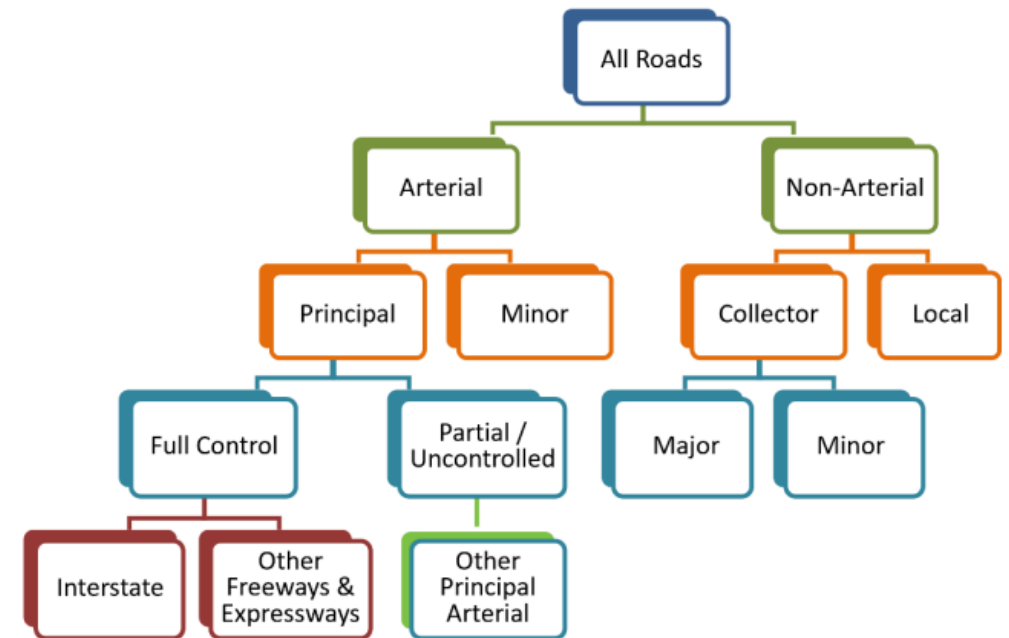 All Roads
Arterial
Non-Arterial
Principal
Minor
Collector
Local
Full Control
Partial /
Uncontrolled
Major
Minor
Interstate
Other
Freeways &
Expressways
Other
Principal
Arterial